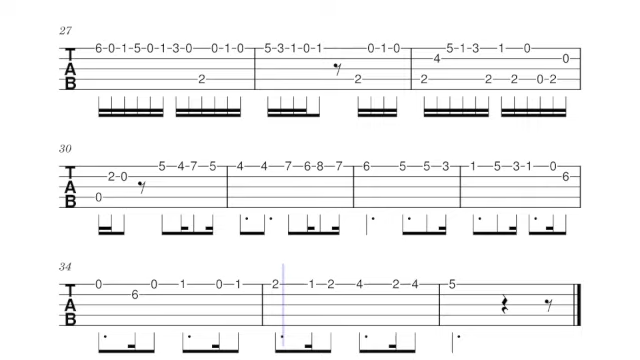 27
6-0-1-5-0-1-3-0 0-1-0 5-3-1-0-1 0-1-0 5-1-3 1 0
T 4 0
A
B 2 2 2 2 2 0-2
30
T 5 4-7 5 4 4 7 6-8 7 6 5 5 3 1 5 3-1 0
A 2-0 6
B 0
34
T 0 0 1 0 1 2 1 2 4 2 4 5
A 6
B